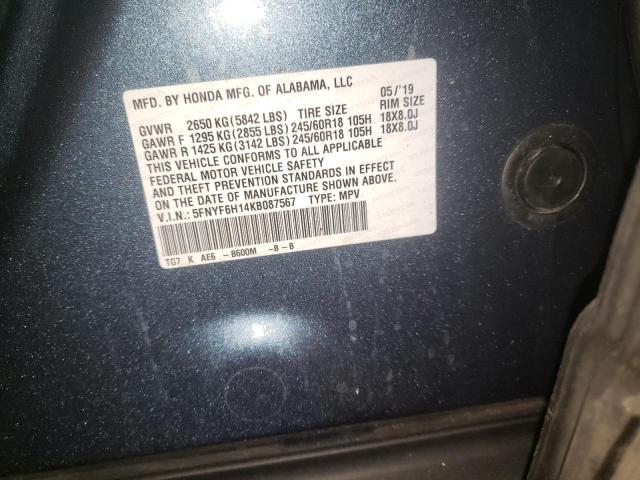 MFD. BY HONDA MFG. OF ALABAMA, LLC 05/'19
GVWR 2650 KG (5842 LBS) TIRE SIZE RIM SIZE
GAWR F 1295 KG (2855 LBS) 245/60R18 105H 18X8.0J
GAWR R 1425 KG (3142 LBS) 245/60R18 105H 18X8.0J
THIS VEHICLE CONFORMS TO ALL APPLICABLE
FEDERAL MOTOR VEHICLE SAFETY
AND THEFT PREVENTION STANDARDS IN EFFECT
ON THE DATE OF MANUFACTURE SHOWN ABOVE.
V.I.N.: 5FNYF6H14KB087567 TYPE: MPV
TG7 K AE6 - B600M -B - B